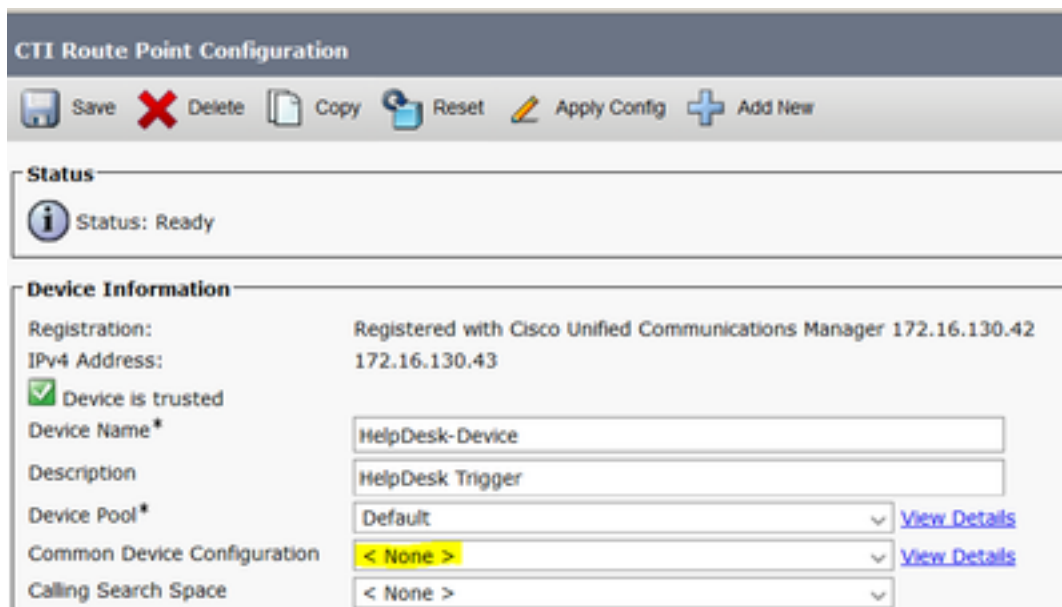 CTI Route Point Configuration
Save Delete Copy Reset Apply Config Add New
Status
Status: Ready
Device Information
Registration: Registered with Cisco Unified Communications Manager 172.16.130.42
IPv4 Address: 172.16.130.43
Device is trusted
Device Name* HelpDesk-Device
Description HelpDesk Trigger
Device Pool* Default View Details
Common Device Configuration < None > View Details
Calling Search Space < None >